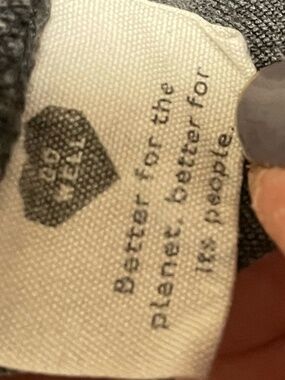 DO
WELL
Better for the
planet. better for
its people.